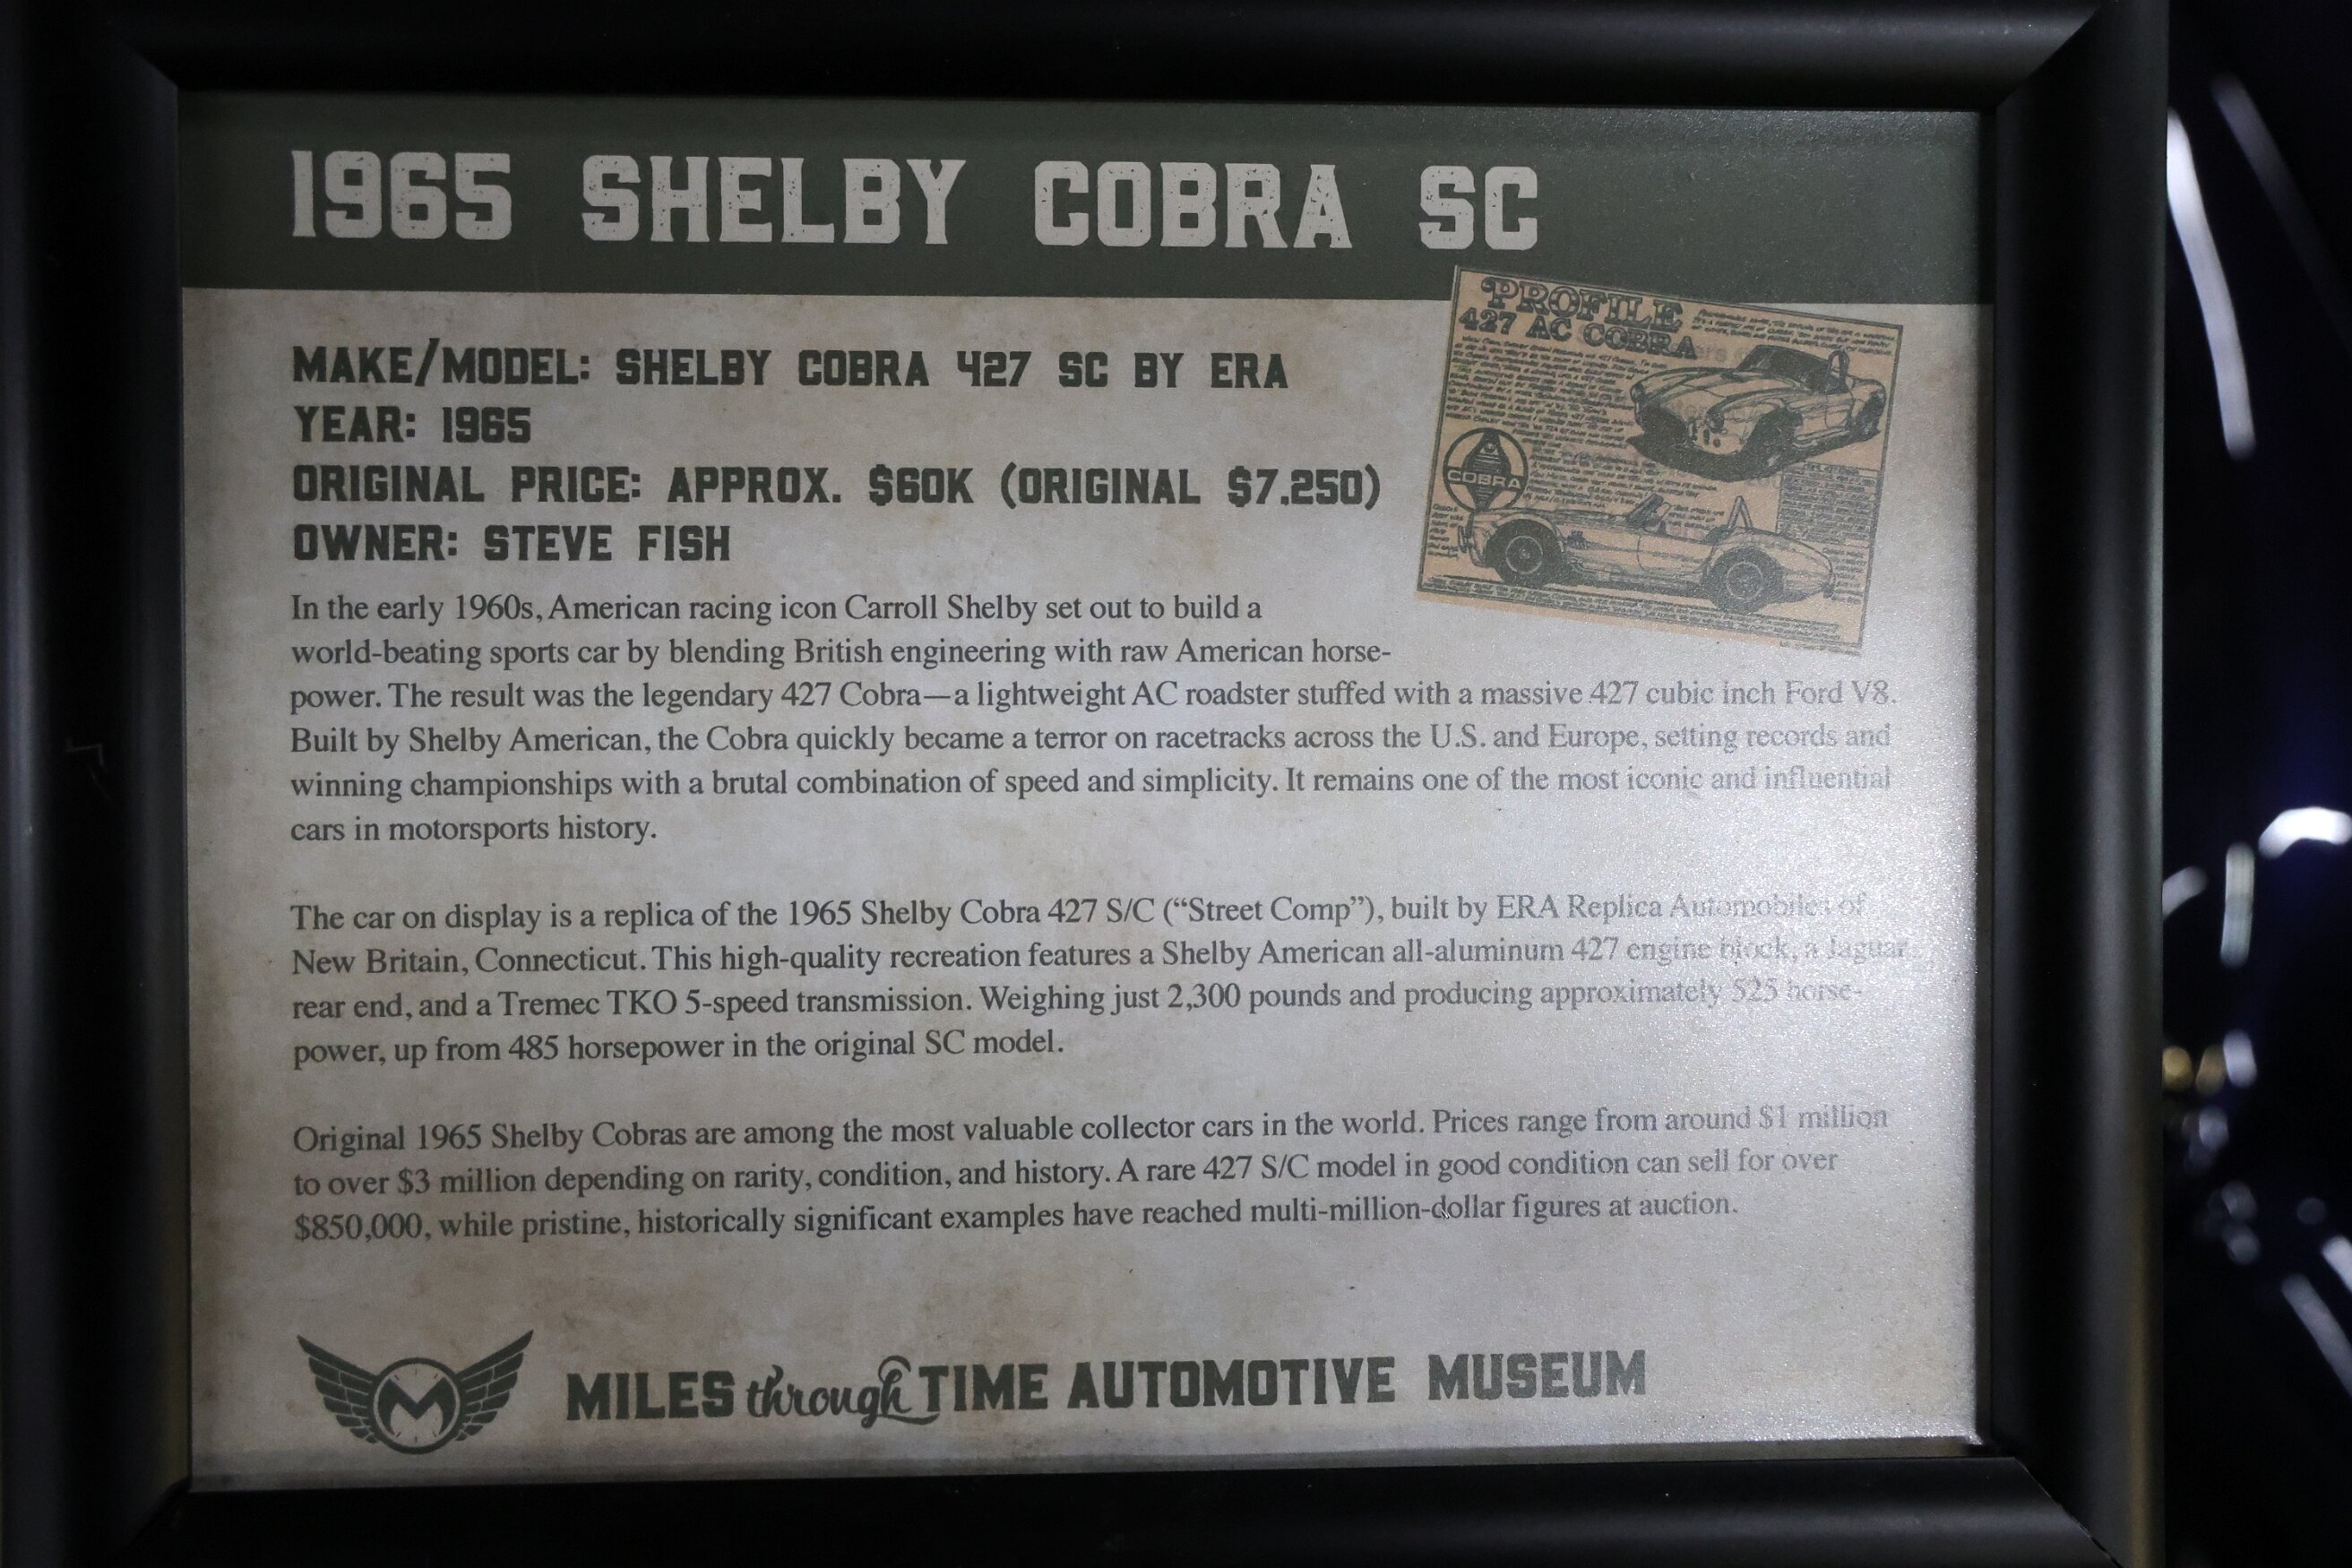 1965 SHELBY COBRA SC
PROFILE
427 AC COBRA
COBRA
MAKE/MODEL: SHELBY COBRA 427 SC BY ERA
YEAR: 1965
ORIGINAL PRICE: APPROX. $60K (ORIGINAL $7,250)
OWNER: STEVE FISH
In the early 1960s, American racing icon Carroll Shelby set out to build a
world-beating sports car by blending British engineering with raw American horse-
power. The result was the legendary 427 Cobra—a lightweight AC roadster stuffed with a massive 427 cubic inch Ford V8.
Built by Shelby American, the Cobra quickly became a terror on racetracks across the U.S. and Europe, setting records and
winning championships with a brutal combination of speed and simplicity. It remains one of the most iconic and influential
cars in motorsports history.
The car on display is a replica of the 1965 Shelby Cobra 427 S/C (“Street Comp”), built by ERA Replica Automobiles of
New Britain, Connecticut. This high-quality recreation features a Shelby American all-aluminum 427 engine block, a Jaguar
rear end, and a Tremec TKO 5-speed transmission. Weighing just 2,300 pounds and producing approximately 525 horse-
power, up from 485 horsepower in the original SC model.
Original 1965 Shelby Cobras are among the most valuable collector cars in the world. Prices range from around $1 million
to over $3 million depending on rarity, condition, and history. A rare 427 S/C model in good condition can sell for over
$850,000, while pristine, historically significant examples have reached multi-million-dollar figures at auction.
MILES through TIME AUTOMOTIVE MUSEUM